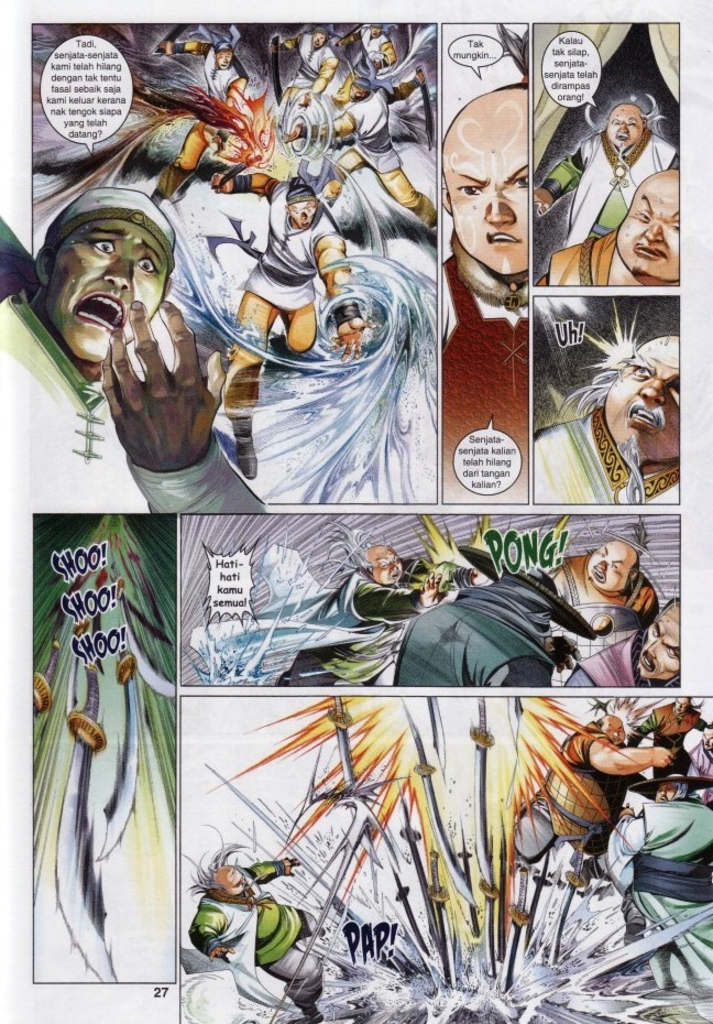 Tadi,
senjata-senjata
kami telah hilang
dengan tak tentu
fasal sebaik saja
kami keluar kerana
nak tengok siapa
yang telah
datang?
Tak
mungkin...
Senjata-
senjata kalian
telah hilang
dari tangan
kalian?
Kalau
tak silap,
senjata-
senjata telah
dirampas
orang!
Uh!
SHOO!
SHOO!
SHOO!
Hati-
hati
kamu
semua!
PONG!
PAP!
27